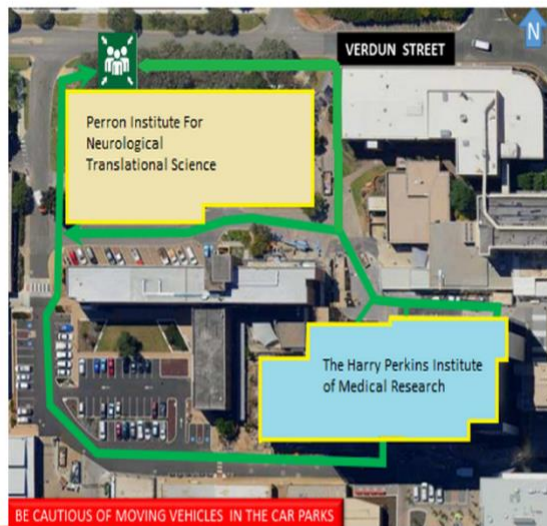 N
VERDUN STREET
Perron Institute For
Neurological
Translational Science
The Harry Perkins Institute
of Medical Research
BE CAUTIOUS OF MOVING VEHICLES IN THE CAR PARKS